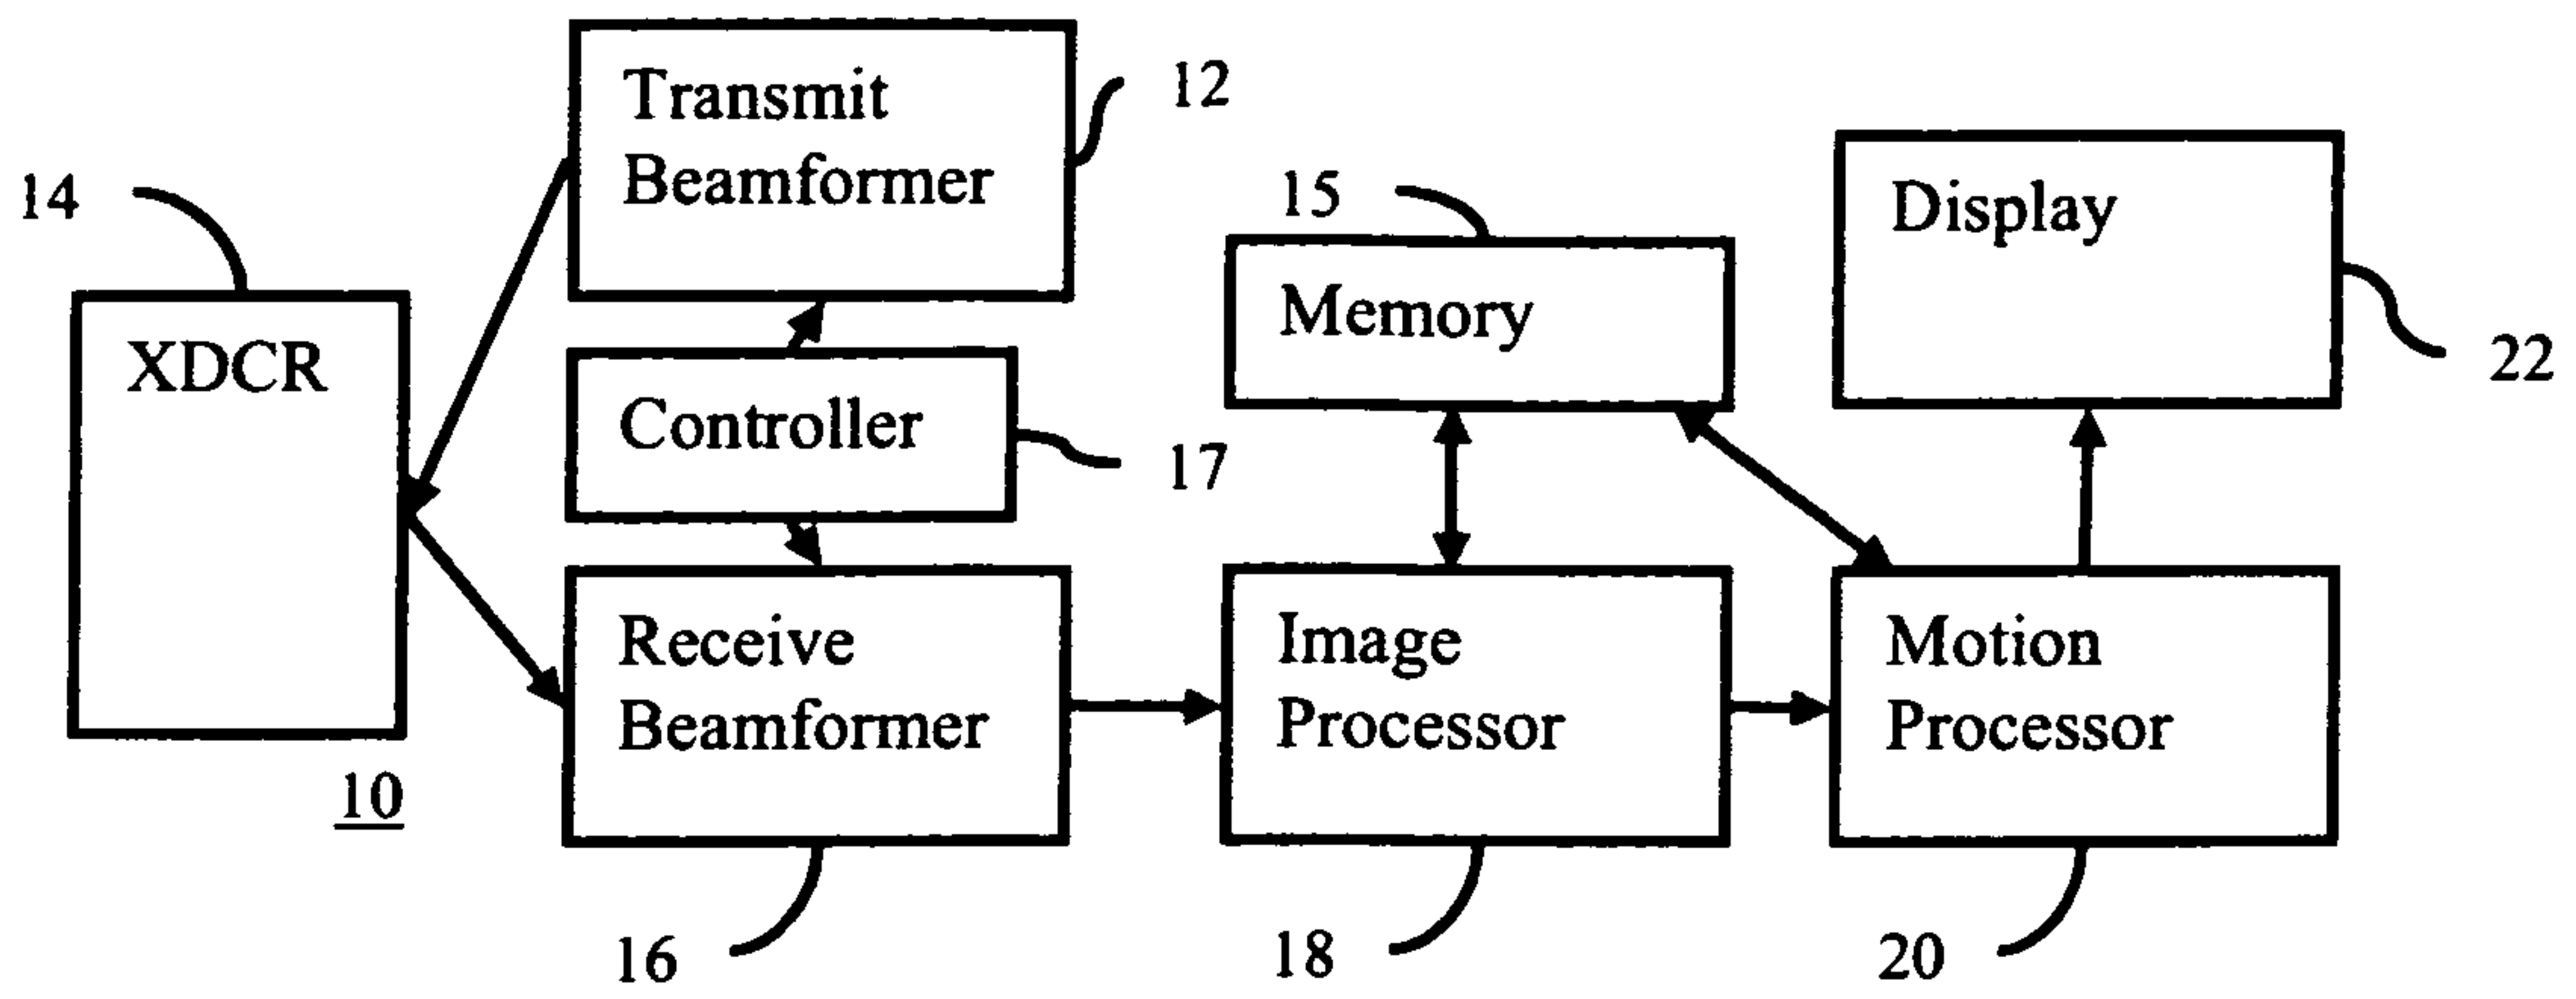 Transmit
Beamformer
12
14
XDCR
Controller
17
15
Memory
Display
22
Receive
Beamformer
16
Image
Processor
18
Motion
Processor
20
10